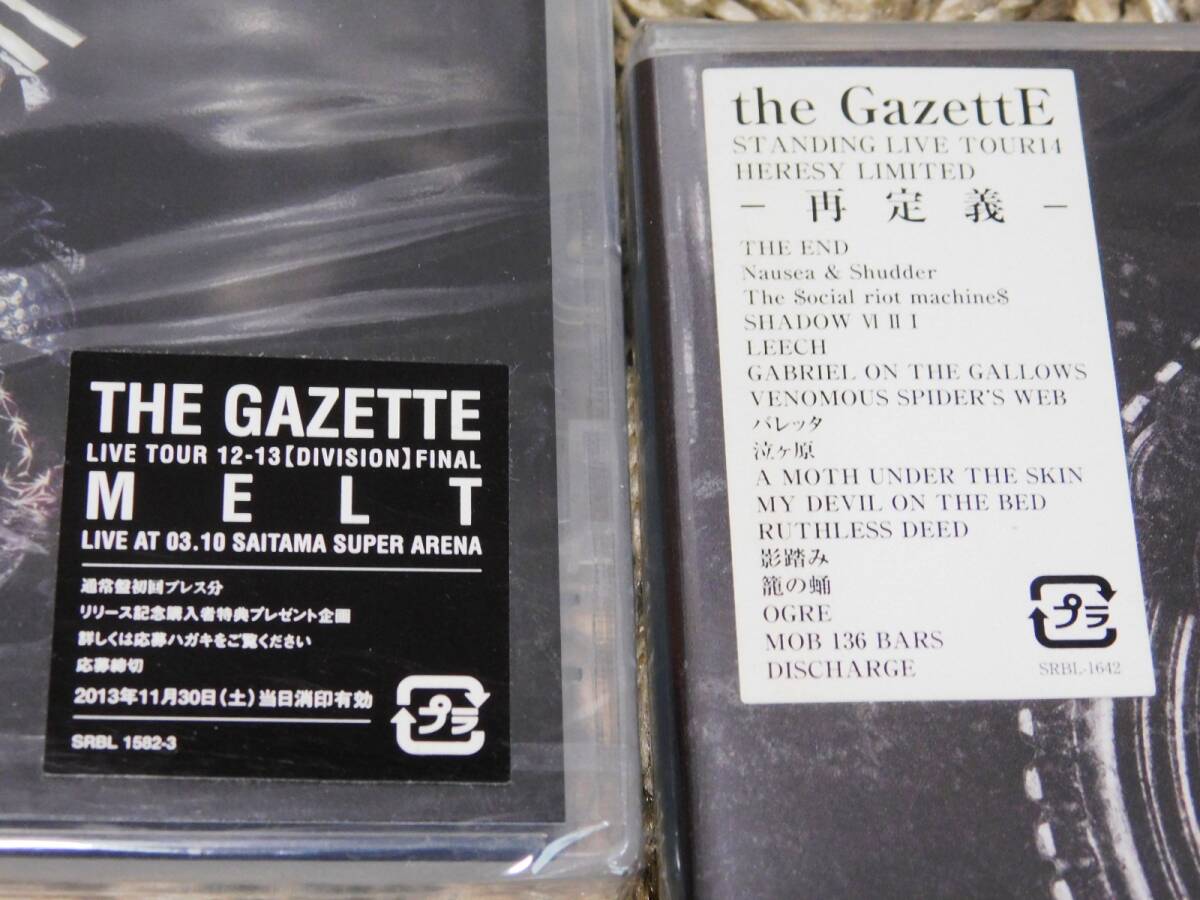 THE GAZETTE
LIVE TOUR 12-13【DIVISION】FINAL
M E L T
LIVE AT 03.10 SAITAMA SUPER ARENA
通常盤初回プレス分
リリース記念購入者特典プレゼント企画
詳しくは応募ハガキをご覧ください
応募締切
2013年11月30日(土)当日消印有効
プラ
SRBL 1582-3
the GazettE
STANDING LIVE TOUR14
HERESY LIMITED
- 再 定 義 -
THE END
Nausea & Shudder
The $ocial riot machine$
SHADOW Ⅵ Ⅱ Ⅰ
LEECH
GABRIEL ON THE GALLOWS
VENOMOUS SPIDER'S WEB
バレッタ
泣ヶ原
A MOTH UNDER THE SKIN
MY DEVIL ON THE BED
RUTHLESS DEED
影踏み
籠の蛹
OGRE
MOB 136 BARS
DISCHARGE
プラ
SRBL-1642